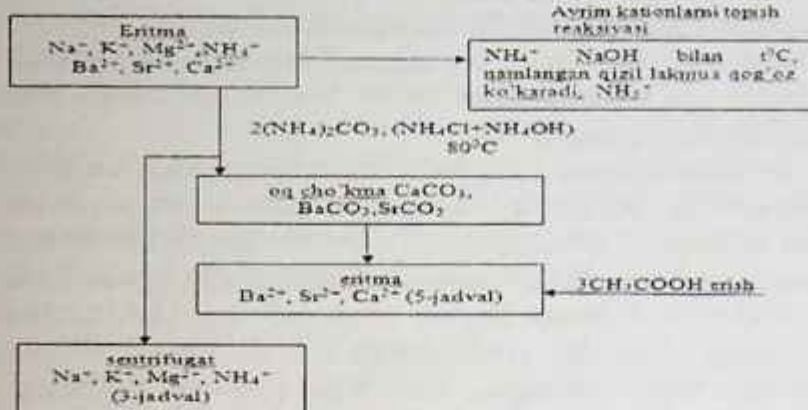 Ayrim kationlarni topish
reaksiyasi
Eritma
Na⁺, K⁺, Mg²⁺, NH₄⁺
Ba²⁺, Sr²⁺, Ca²⁺
NH₄⁺ NaOH bilan t⁰C,
namlangan qizil lakmus qog'oz
ko'karadi, NH₃⁺
2(NH₄)₂CO₃, (NH₄Cl+NH₄OH)
80⁰C
oq cho'kma CaCO₃,
BaCO₃, SrCO₃
eritma
Ba²⁺, Sr²⁺, Ca²⁺ (5-jadval)
3CH₃COOH erish
sentrifugat
Na⁺, K⁺, Mg²⁺, NH₄⁺
(3-jadval)